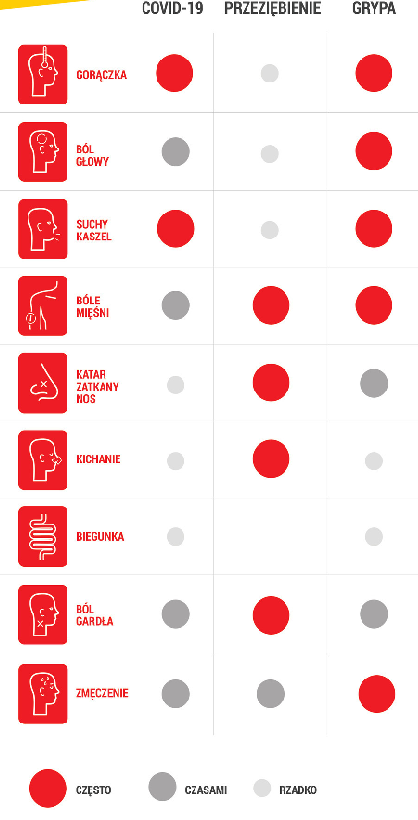 COVID-19 PRZEZIĘBIENIE GRYPA
GORĄCZKA
BÓL
GŁOWY
SUCHY
KASZEL
BÓLE
MIĘŚNI
KATAR
ZATKANY
NOS
KICHANIE
BIEGUNKA
BÓL
GARDŁA
ZMĘCZENIE
CZĘSTO CZASAMI RZADKO